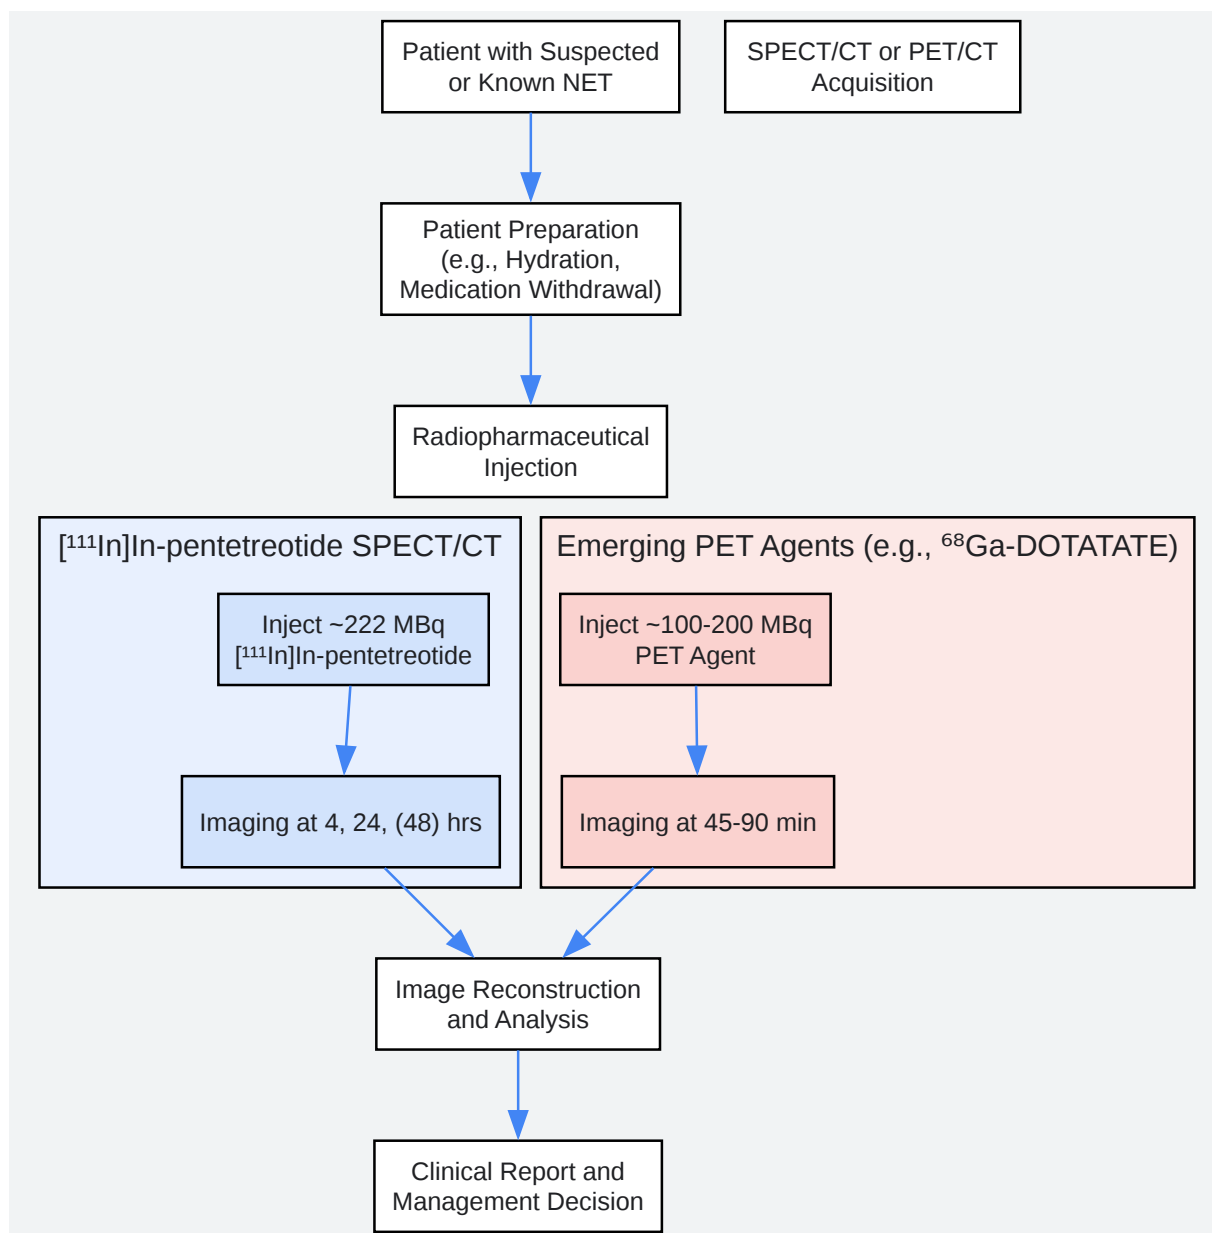 Patient with Suspected
or Known NET
SPECT/CT or PET/CT
Acquisition
Patient Preparation
(e.g., Hydration,
Medication Withdrawal)
Radiopharmaceutical
Injection
[¹¹¹In]In-pentetreotide SPECT/CT
Inject ~222 MBq
[¹¹¹In]In-pentetreotide
Imaging at 4, 24, (48) hrs
Emerging PET Agents (e.g., ⁶⁸Ga-DOTATATE)
Inject ~100-200 MBq
PET Agent
Imaging at 45-90 min
Image Reconstruction
and Analysis
Clinical Report and
Management Decision